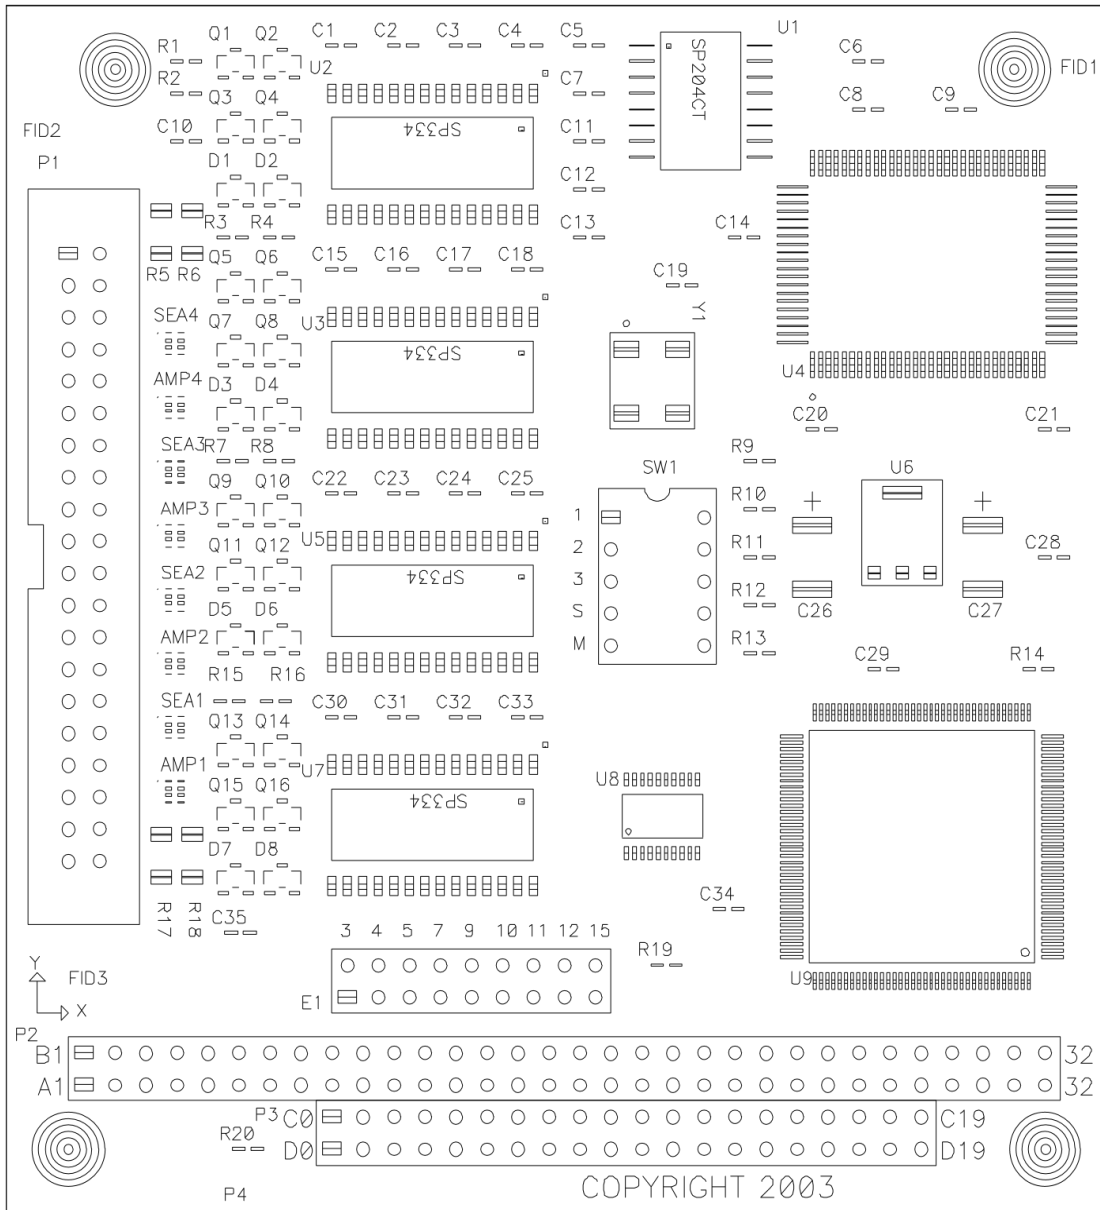 Q1 Q2 C1 C2 C3 C4 C5 U1
R1 U2 SP204CT C6 FID1
R2 C7 C8 C9
Q3 Q4
FID2 C10 SP334 C11
P1 D1 D2 C12
R3 R4 C13 C14
R5 R6 Q5 Q6 C15 C16 C17 C18 C19
SEA4 Q7 Q8 U3 Y1
SP334 U4
AMP4 D3 D4
C20 C21
SEA3 R7 R8 R9
Q9 Q10 C22 C23 C24 C25 SW1 U6
R10
AMP3 1
Q11 Q12 U5 2 R11 C28
SEA2 SP334 3
D5 D6 S R12 C26 C27
AMP2 M R13
R15 R16 C29 R14
SEA1 Q13 Q14 C30 C31 C32 C33
AMP1 U7 U8
Q15 Q16 SP334
D7 D8
R17 R18 C35 C34
3 4 5 7 9 10 11 12 15
Y FID3 R19
X E1 U9
P2
B1 32
A1 32
P3 C0 C19
R20 D0 D19
P4 COPYRIGHT 2003